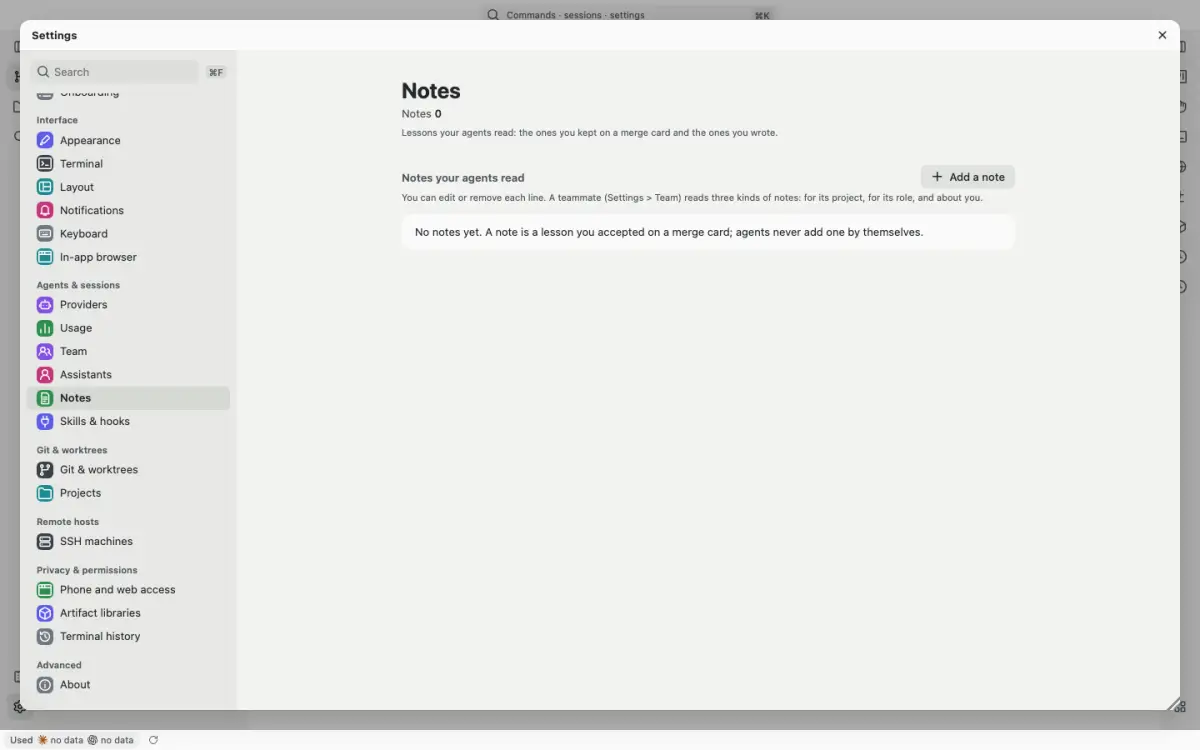 Commands · sessions · settings ⌘K
Settings
Search ⌘F
Onboarding
Interface
Appearance
Terminal
Layout
Notifications
Keyboard
In-app browser
Agents & sessions
Providers
Usage
Team
Assistants
Notes
Skills & hooks
Git & worktrees
Git & worktrees
Projects
Remote hosts
SSH machines
Privacy & permissions
Phone and web access
Artifact libraries
Terminal history
Advanced
About
Notes
Notes 0
Lessons your agents read: the ones you kept on a merge card and the ones you wrote.
Notes your agents read
Add a note
You can edit or remove each line. A teammate (Settings > Team) reads three kinds of notes: for its project, for its role, and about you.
No notes yet. A note is a lesson you accepted on a merge card; agents never add one by themselves.
Used no data no data